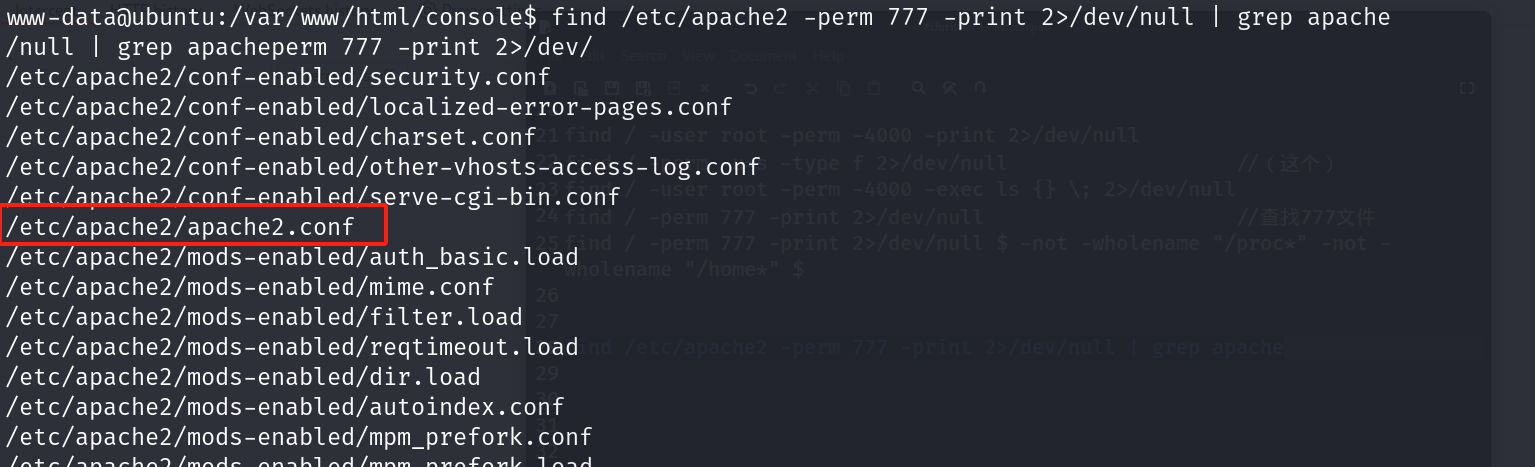 www-data@ubuntu:/var/www/html/console$ find /etc/apache2 -perm 777 -print 2>/dev/null | grep apache
/null | grep apacheperm 777 -print 2>/dev/
/etc/apache2/conf-enabled/security.conf
/etc/apache2/conf-enabled/localized-error-pages.conf
/etc/apache2/conf-enabled/charset.conf
/etc/apache2/conf-enabled/other-vhosts-access-log.conf
/etc/apache2/conf-enabled/serve-cgi-bin.conf
/etc/apache2/apache2.conf
/etc/apache2/mods-enabled/auth_basic.load
/etc/apache2/mods-enabled/mime.conf
/etc/apache2/mods-enabled/filter.load
/etc/apache2/mods-enabled/reqtimeout.load
/etc/apache2/mods-enabled/dir.load
/etc/apache2/mods-enabled/autoindex.conf
/etc/apache2/mods-enabled/mpm_prefork.conf
/etc/apache2/mods-enabled/mpm_prefork.load
Search View Document Help
21 find / -user root -perm -4000 -print 2>/dev/null
-type f 2>/dev/null //（这个）
find / -user root -perm -4000 -exec ls {} \; 2>/dev/null
24 find / -perm 777 -print 2>/dev/null //查找777文件
25 find / -perm 777 -print 2>/dev/null $ -not -wholename "/proc*" -not -
wholename "/home*" $
26
27
find /etc/apache2 -perm 777 -print 2>/dev/null | grep apache
29